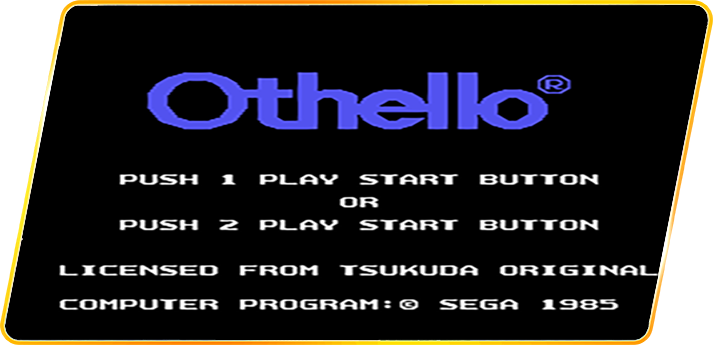 Othello®
PUSH 1 PLAY START BUTTON
OR
PUSH 2 PLAY START BUTTON
LICENSED FROM TSUKUDA ORIGINAL
COMPUTER PROGRAM:© SEGA 1985